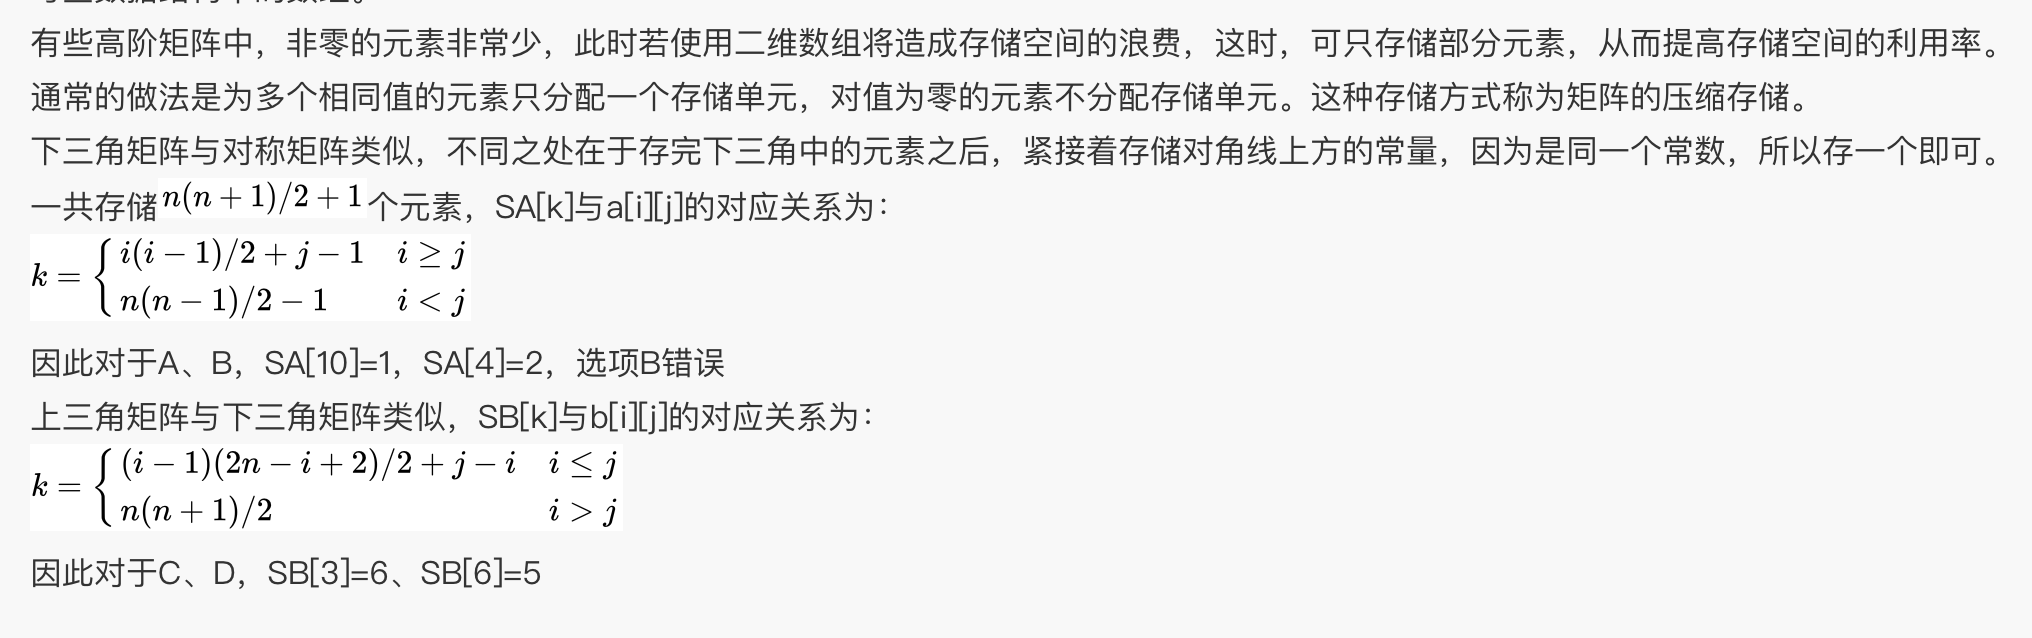 有些高阶矩阵中，非零的元素非常少，此时若使用二维数组将造成存储空间的浪费，这时，可只存储部分元素，从而提高存储空间的利用率。
通常的做法是为多个相同值的元素只分配一个存储单元，对值为零的元素不分配存储单元。这种存储方式称为矩阵的压缩存储。
下三角矩阵与对称矩阵类似，不同之处在于存完下三角中的元素之后，紧接着存储对角线上方的常量，因为是同一个常数，所以存一个即可。
一共存储n(n + 1)/2 + 1个元素，SA[k]与a[i][j]的对应关系为：
k = { i(i − 1)/2 + j − 1 i ≥ j
n(n − 1)/2 − 1 i < j
因此对于A、B，SA[10]=1，SA[4]=2，选项B错误
上三角矩阵与下三角矩阵类似，SB[k]与b[i][j]的对应关系为：
k = { (i − 1)(2n − i + 2)/2 + j − i i ≤ j
n(n + 1)/2 i > j
因此对于C、D，SB[3]=6、SB[6]=5